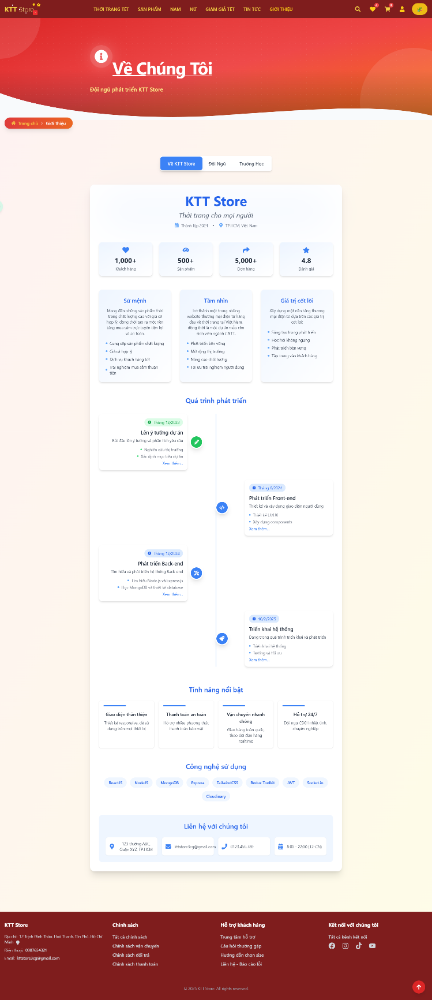 KTT Store
THỜI TRANG TẾT
SẢN PHẨM
NAM
NỮ
GIẢM GIÁ TẾT
TIN TỨC
GIỚI THIỆU
Về Chúng Tôi
Đội ngũ phát triển KTT Store
Trang chủ
Giới thiệu
Về KTT Store
Đội Ngũ
Trường Học
KTT Store
Thời trang cho mọi người
Thành lập 2024 • TP.HCM, Việt Nam
1,000+
Khách hàng
500+
Sản phẩm
5,000+
Đơn hàng
4.8
Đánh giá
Sứ mệnh
Mang đến những sản phẩm thời
trang chất lượng cao với giá cả
hợp lý, đồng thời tạo ra một nền
tảng mua sắm trực tuyến tiện lợi
và an toàn.
Cung cấp sản phẩm chất lượng
Giá cả hợp lý
Dịch vụ khách hàng tốt
Trải nghiệm mua sắm thuận
tiện
Tầm nhìn
Trở thành một trong những
website thương mại điện tử hàng
đầu về thời trang tại Việt Nam,
đồng thời là một dự án mẫu cho
sinh viên ngành CNTT.
Phát triển bền vững
Mở rộng thị trường
Nâng cao chất lượng
Tối ưu trải nghiệm người dùng
Giá trị cốt lõi
Xây dựng một nền tảng thương
mại điện tử dựa trên các giá trị
cốt lõi:
Sáng tạo trong phát triển
Học hỏi không ngừng
Phát triển bền vững
Tập trung vào khách hàng
Quá trình phát triển
Tháng 12/2023
Lên ý tưởng dự án
Bắt đầu lên ý tưởng và phân tích yêu cầu
Nghiên cứu thị trường
Xác định mục tiêu dự án
Xem thêm...
Tháng 6/2024
Phát triển Front-end
Thiết kế và xây dựng giao diện người dùng
Thiết kế UI/UX
Xây dựng components
Xem thêm...
Tháng 12/2024
Phát triển Back-end
Tìm hiểu và phát triển hệ thống Back-end
Tìm hiểu Node.js và Express.js
Học MongoDB và thiết kế database
Xem thêm...
10/2/2025
Triển khai hệ thống
Đang trong quá trình triển khai và phát triển
Triển khai hệ thống
Testing và tối ưu
Xem thêm...
Tính năng nổi bật
Giao diện thân thiện
Thiết kế responsive, dễ sử
dụng trên mọi thiết bị
Thanh toán an toàn
Hỗ trợ nhiều phương thức
thanh toán bảo mật
Vận chuyển nhanh
chóng
Giao hàng toàn quốc,
theo dõi đơn hàng
realtime
Hỗ trợ 24/7
Đội ngũ CSKH nhiệt tình,
chuyên nghiệp
Công nghệ sử dụng
ReactJS
NodeJS
MongoDB
Express
TailwindCSS
Redux Toolkit
JWT
Socket.io
Cloudinary
Liên hệ với chúng tôi
123 Đường ABC,
Quận XYZ, TP.HCM
kttstore3cg@gmail.com
0123.456.789
8:00 - 22:00 (T2-CN)
KTT Store
Địa chỉ: 12 Trịnh Đình Thảo, Hoà Thanh, Tân Phú, Hồ Chí
Minh
Điện thoại: 0987654321
Email: kttstore3cg@gmail.com
Chính sách
Tất cả chính sách
Chính sách vận chuyển
Chính sách đổi trả
Chính sách thanh toán
Hỗ trợ khách hàng
Trung tâm hỗ trợ
Câu hỏi thường gặp
Hướng dẫn chọn size
Liên hệ - Báo cáo lỗi
Kết nối với chúng tôi
Tất cả kênh kết nối
© 2025 KTT Store. All rights reserved.